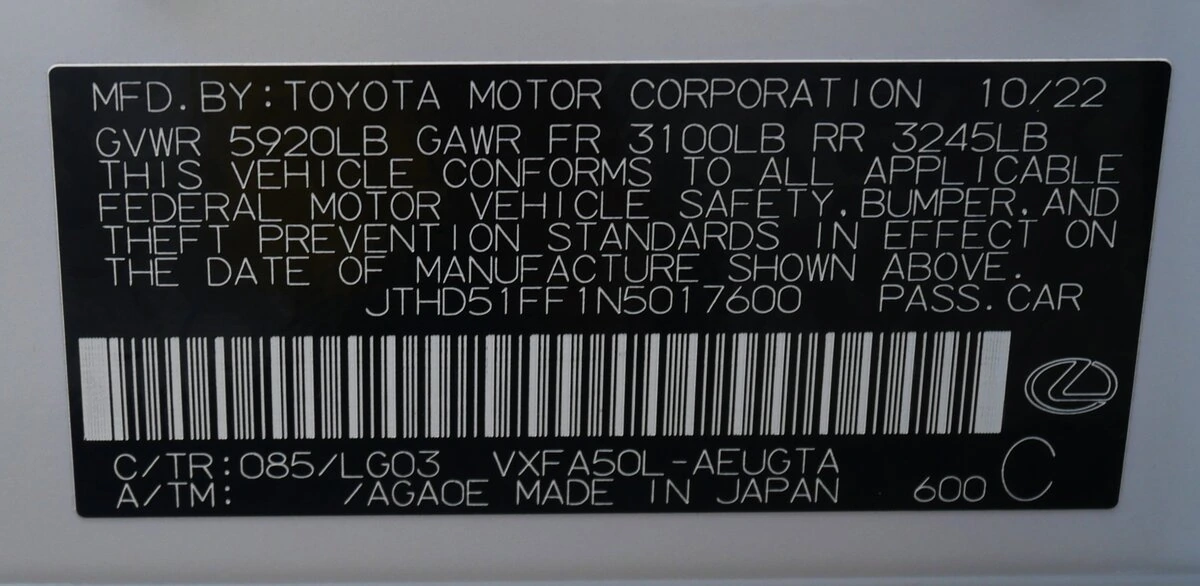 MFD. BY: TOYOTA MOTOR CORPORATION 10/22
GVWR 5920LB GAWR FR 3100LB RR 3245LB
THIS VEHICLE CONFORMS TO ALL APPLICABLE
FEDERAL MOTOR VEHICLE SAFETY, BUMPER, AND
THEFT PREVENTION STANDARDS IN EFFECT ON
THE DATE OF MANUFACTURE SHOWN ABOVE.
JTHD51FF1N5017600 PASS. CAR
C/TR: 085/LG03 VXFA50L-AEUGTA
A/TM: /AGA0E MADE IN JAPAN 600 C